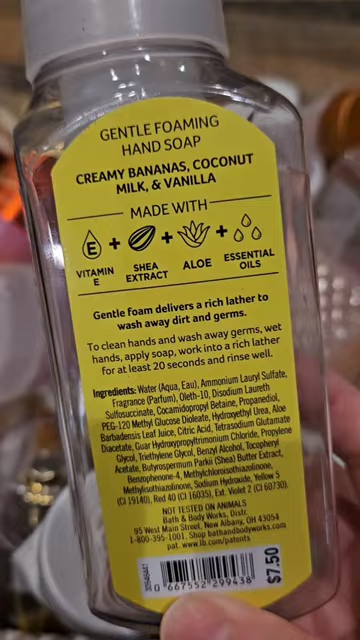 GENTLE FOAMING
HAND SOAP
CREAMY BANANAS, COCONUT
MILK, & VANILLA
MADE WITH
E + + +
VITAMIN E SHEA EXTRACT ALOE ESSENTIAL OILS
Gentle foam delivers a rich lather to
wash away dirt and germs.
To clean hands and wash away germs, wet
hands, apply soap, work into a rich lather
for at least 20 seconds and rinse well.
Ingredients: Water (Aqua, Eau), Ammonium Lauryl Sulfate,
Fragrance (Parfum), Oleth-10, Disodium Laureth
Sulfosuccinate, Cocamidopropyl Betaine, Propanediol,
PEG-120 Methyl Glucose Dioleate, Hydroxyethyl Urea, Aloe
Barbadensis Leaf Juice, Citric Acid, Tetrasodium Glutamate
Diacetate, Guar Hydroxypropyltrimonium Chloride, Propylene
Glycol, Triethylene Glycol, Benzyl Alcohol, Tocopheryl
Acetate, Butyrospermum Parkii (Shea) Butter Extract,
Benzophenone-4, Methylchloroisothiazolinone,
Methylisothiazolinone, Sodium Hydroxide, Yellow 5
(CI 19140), Red 40 (CI 16035), Ext. Violet 2 (CI 60730).
NOT TESTED ON ANIMALS
Bath & Body Works, Distr.
95 West Main Street, New Albany, OH 43054
1-800-395-1001. Shop bathandbodyworks.com
pat. www.lb.com/patents
30946441
0 667552 299438
$7.50